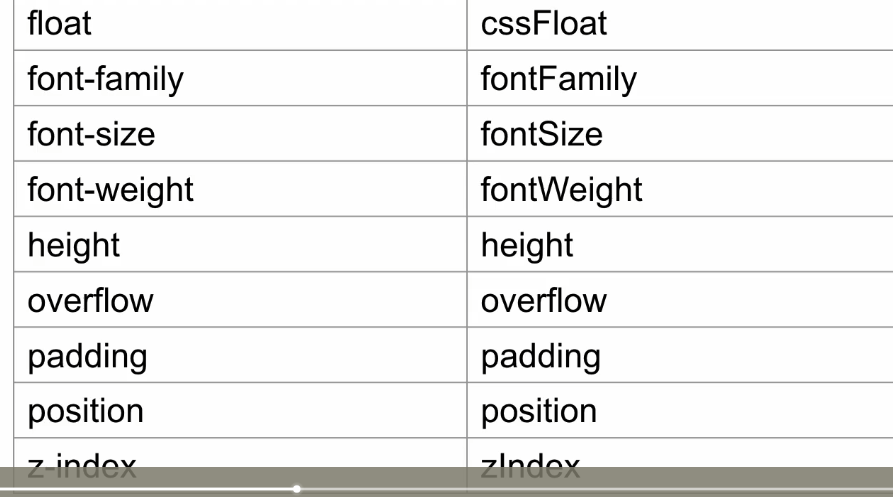 float cssFloat
font-family fontFamily
font-size fontSize
font-weight fontWeight
height height
overflow overflow
padding padding
position position
z-index zIndex